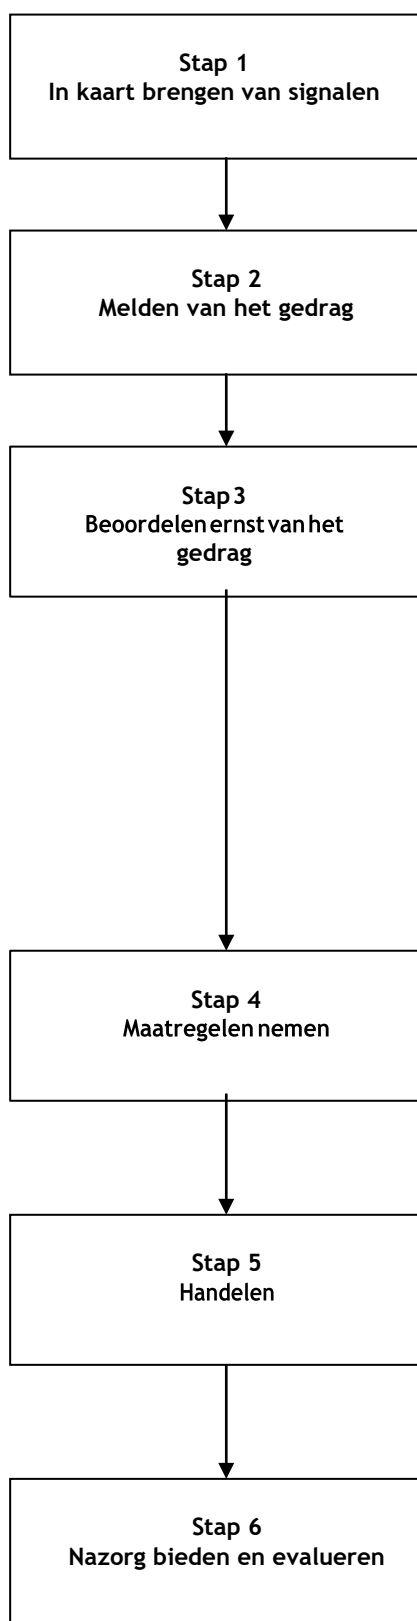 Stap 1
In kaart brengen van signalen
Stap 2
Melden van het gedrag
Stap 3
Beoordelen ernst van het
gedrag
Stap 4
Maatregelen nemen
Stap 5
Handelen
Stap 6
Nazorg bieden en evalueren